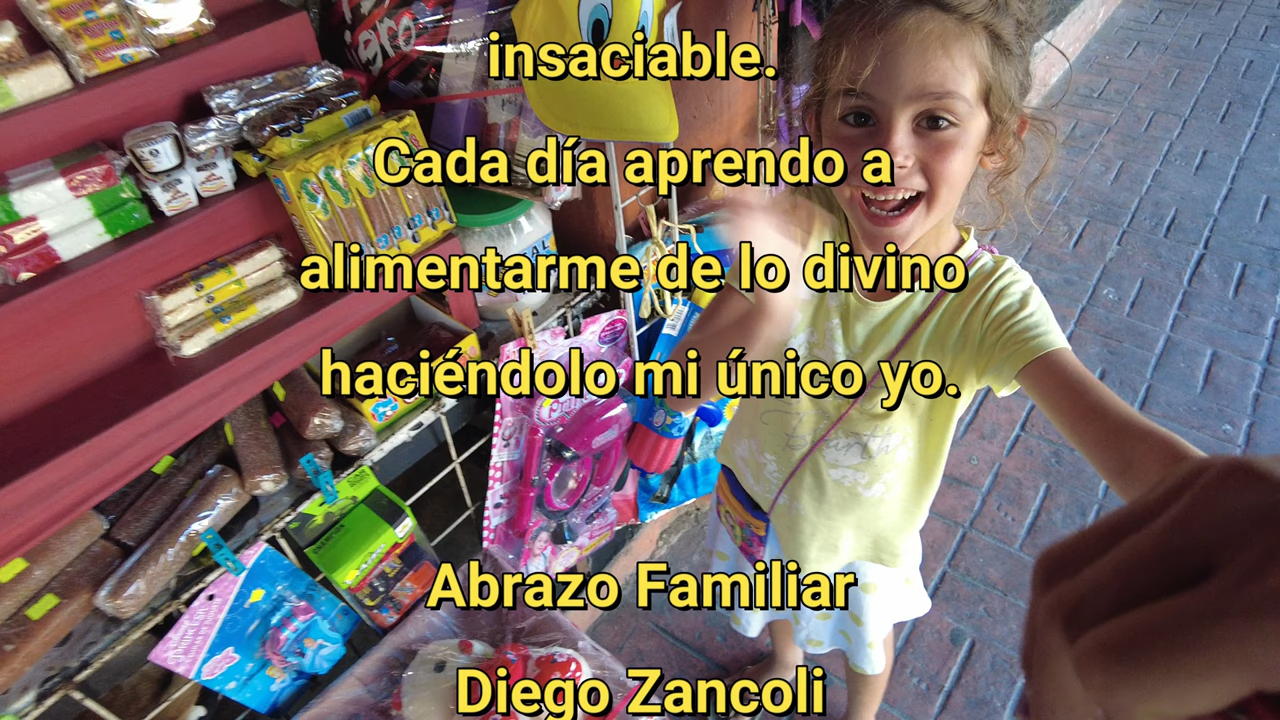 insaciable.
Cada día aprendo a
alimentarme de lo divino
haciéndolo mi único yo.
Abrazo Familiar
Diego Zancoli